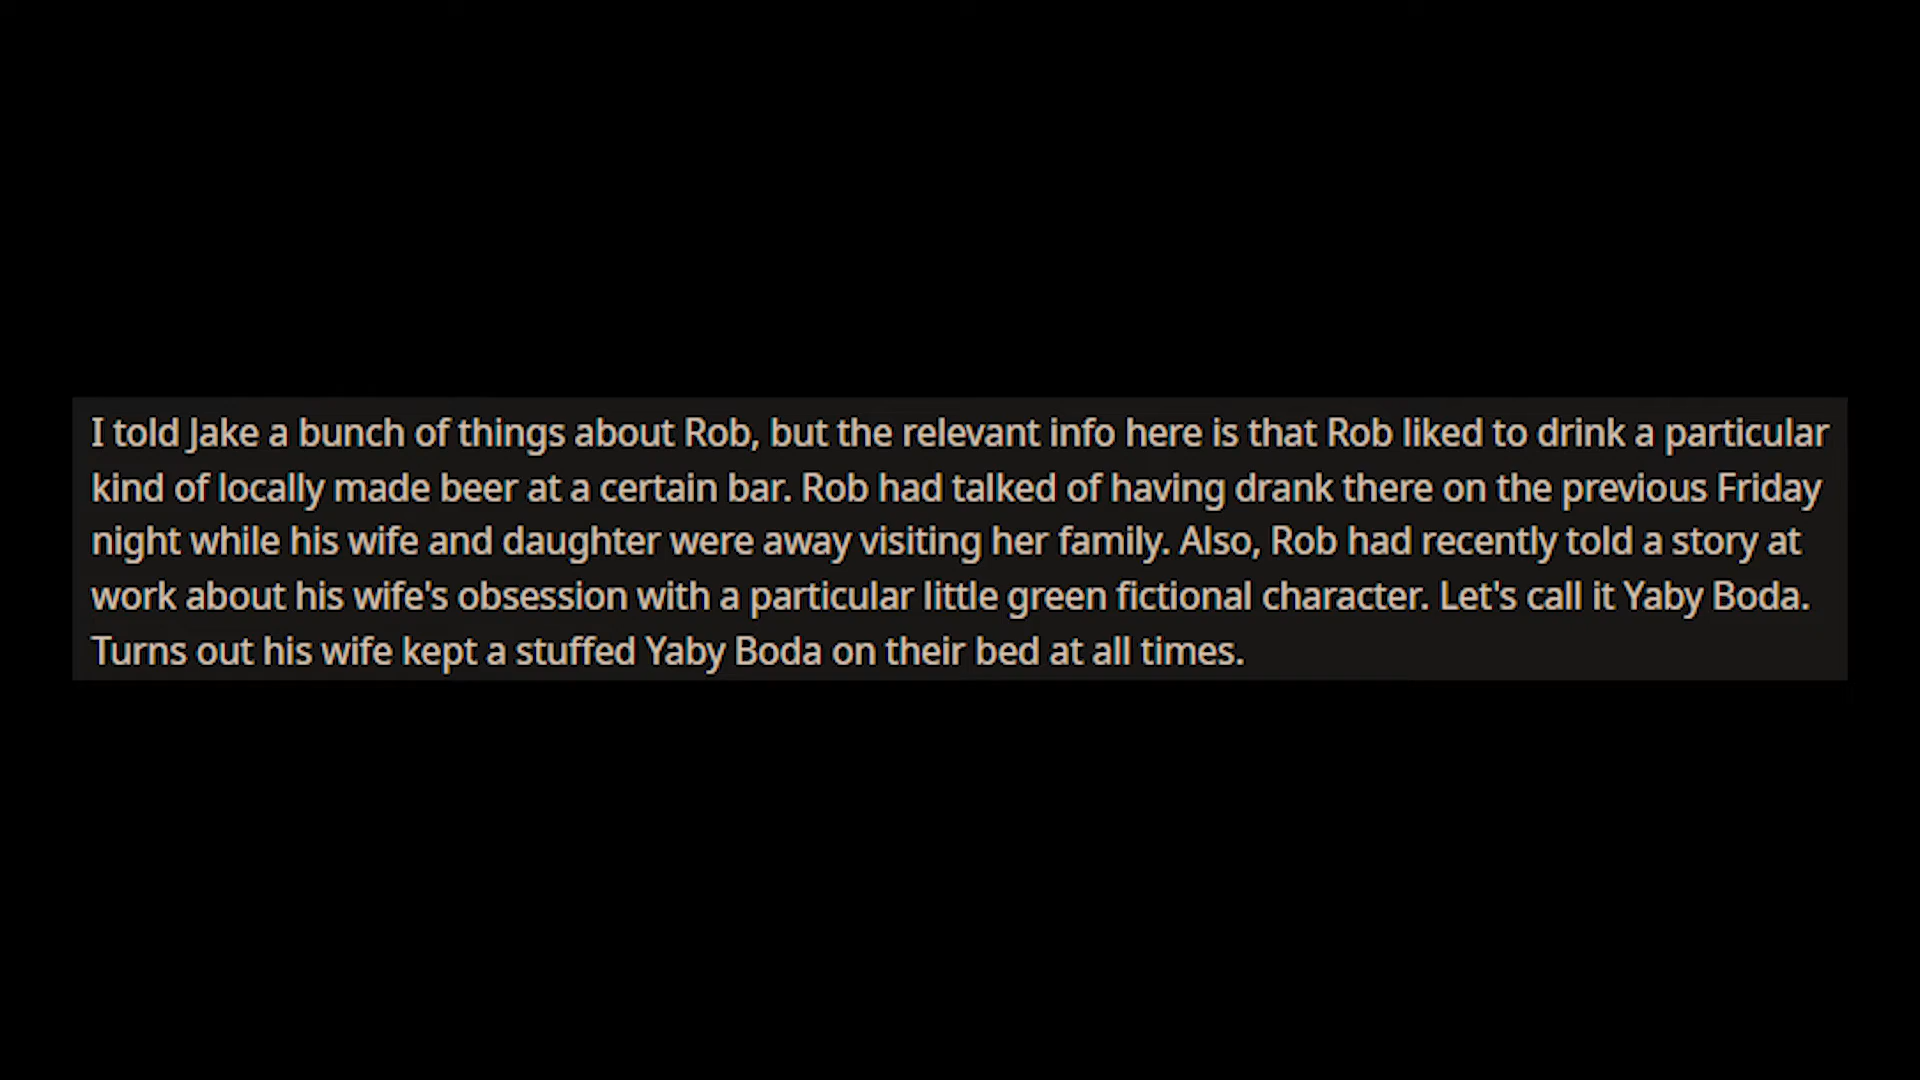 I told Jake a bunch of things about Rob, but the relevant info here is that Rob liked to drink a particular
kind of locally made beer at a certain bar. Rob had talked of having drank there on the previous Friday
night while his wife and daughter were away visiting her family. Also, Rob had recently told a story at
work about his wife's obsession with a particular little green fictional character. Let's call it Yaby Boda.
Turns out his wife kept a stuffed Yaby Boda on their bed at all times.